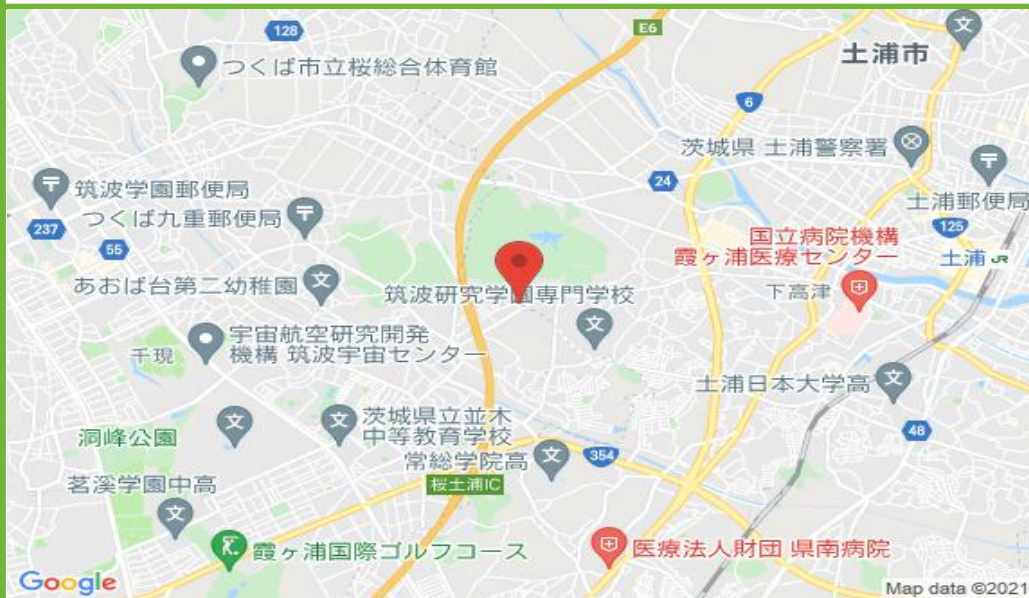 128
E6
土浦市
つくば市立桜総合体育館
6
茨城県 土浦警察署
24
筑波学園郵便局
土浦郵便局
つくば九重郵便局
237
55
125
国立病院機構
霞ヶ浦医療センター
土浦 JR
あおば台第二幼稚園
筑波研究学園専門学校
下高津
宇宙航空研究開発
機構 筑波宇宙センター
千現
土浦日本大学高
茨城県立並木
中等教育学校
洞峰公園
48
常総学院高
354
桜土浦IC
茗溪学園中高
霞ヶ浦国際ゴルフコース
医療法人財団 県南病院
Google
Map data ©2021